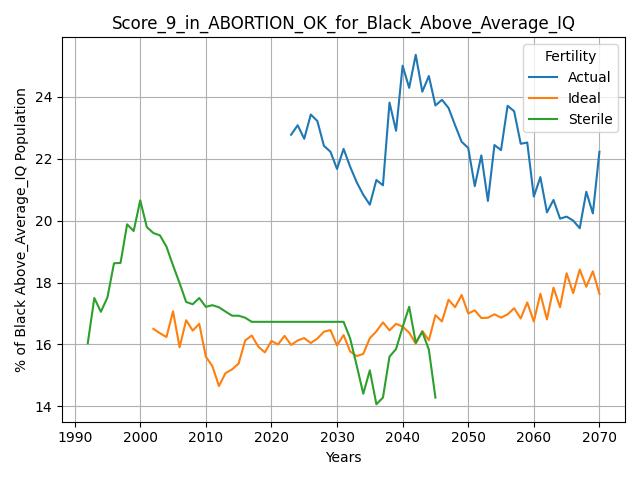 Score_9_in_ABORTION_OK_for_Black_Above_Average_IQ
% of Black Above_Average_IQ Population
24
22
20
18
16
14
Fertility
Actual
Ideal
Sterile
1990
2000
2010
2020
2030
2040
2050
2060
2070
Years